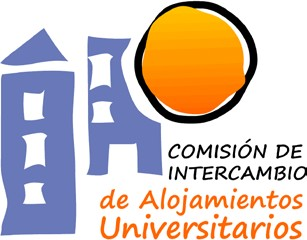 COMISIÓN DE
INTERCAMBIO
de Alojamientos
Universitarios